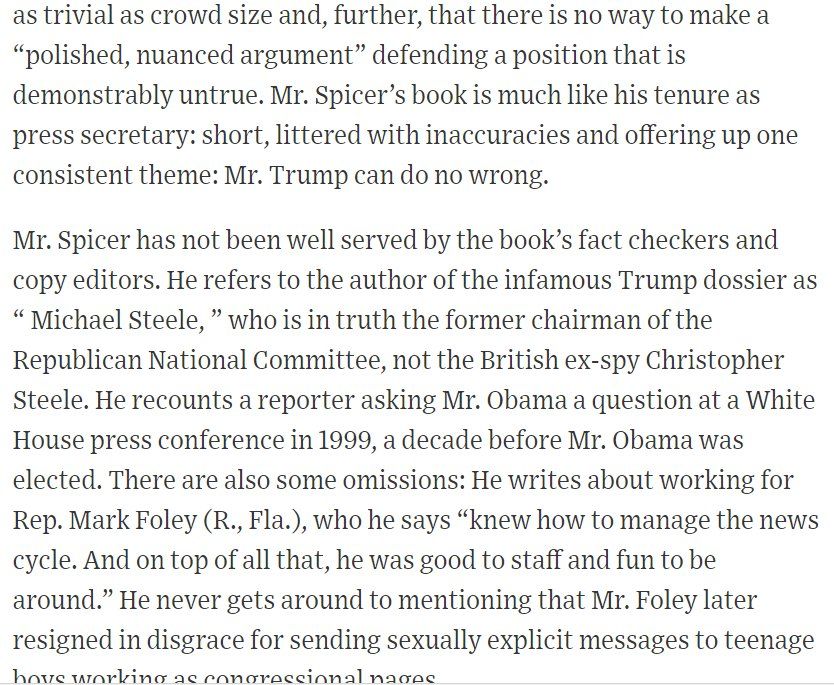 as trivial as crowd size and, further, that there is no way to make a
“polished, nuanced argument” defending a position that is
demonstrably untrue. Mr. Spicer’s book is much like his tenure as
press secretary: short, littered with inaccuracies and offering up one
consistent theme: Mr. Trump can do no wrong.
Mr. Spicer has not been well served by the book’s fact checkers and
copy editors. He refers to the author of the infamous Trump dossier as
“ Michael Steele, ” who is in truth the former chairman of the
Republican National Committee, not the British ex-spy Christopher
Steele. He recounts a reporter asking Mr. Obama a question at a White
House press conference in 1999, a decade before Mr. Obama was
elected. There are also some omissions: He writes about working for
Rep. Mark Foley (R., Fla.), who he says “knew how to manage the news
cycle. And on top of all that, he was good to staff and fun to be
around.” He never gets around to mentioning that Mr. Foley later
resigned in disgrace for sending sexually explicit messages to teenage
boys working as congressional pages.